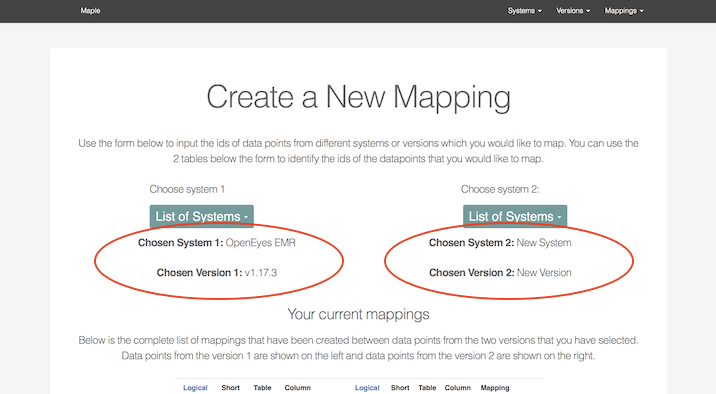 Maple Systems Versions Mappings
Create a New Mapping
Use the form below to input the ids of data points from different systems or versions which you would like to map. You can use the
2 tables below the form to identify the ids of the datapoints that you would like to map.
Choose system 1
List of Systems
Chosen System 1: OpenEyes EMR
Chosen Version 1: v1.17.3
Choose system 2:
List of Systems
Chosen System 2: New System
Chosen Version 2: New Version
Your current mappings
Below is the complete list of mappings that have been created between data points from the two versions that you have selected.
Data points from the version 1 are shown on the left and data points from the version 2 are shown on the right.
Logical Short Table Column Logical Short Table Column Mapping